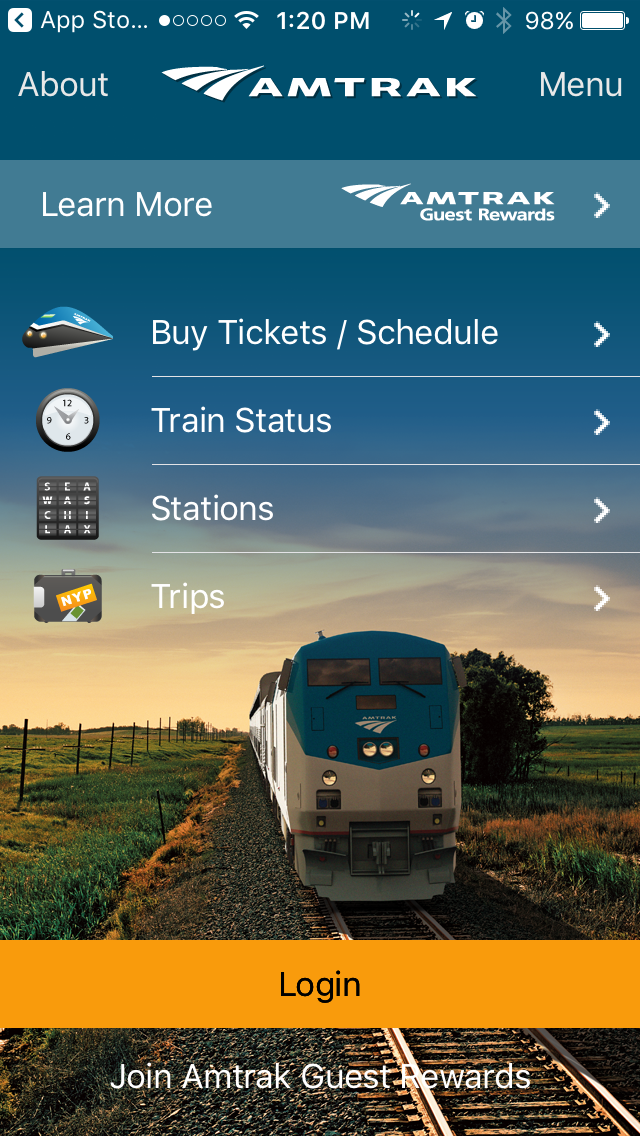 App Sto... 1:20 PM 98%
About AMTRAK Menu
Learn More AMTRAK
Guest Rewards
Buy Tickets / Schedule
12
9 3
6
Train Status
S E A
W A S
C H I
L A X
Stations
NYP
Trips
AMTRAK
Login
Join Amtrak Guest Rewards